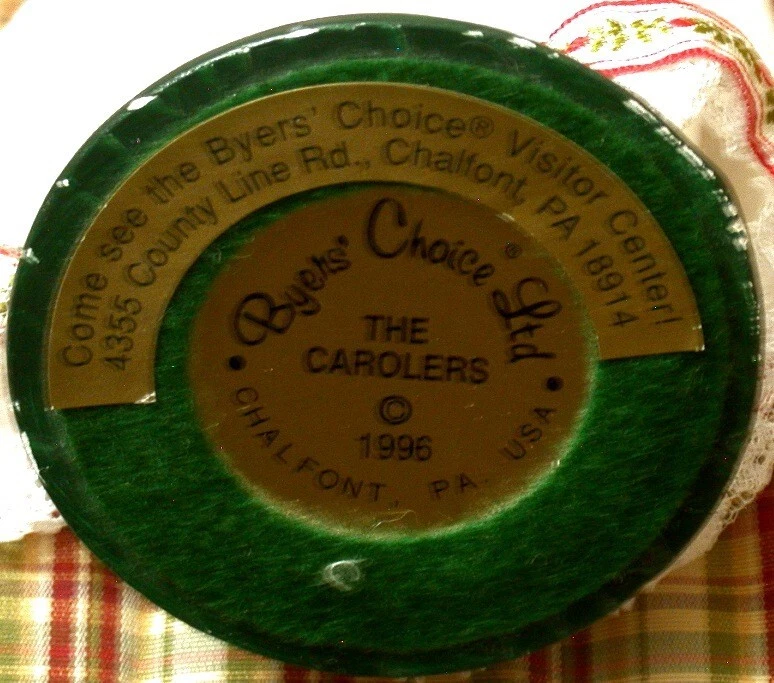 Come see the Byers' Choice® Visitor Center!
4355 County Line Rd., Chalfont, PA 18914
Byers' Choice® Ltd
THE
CAROLERS
©
1996
• CHALFONT, PA. USA •